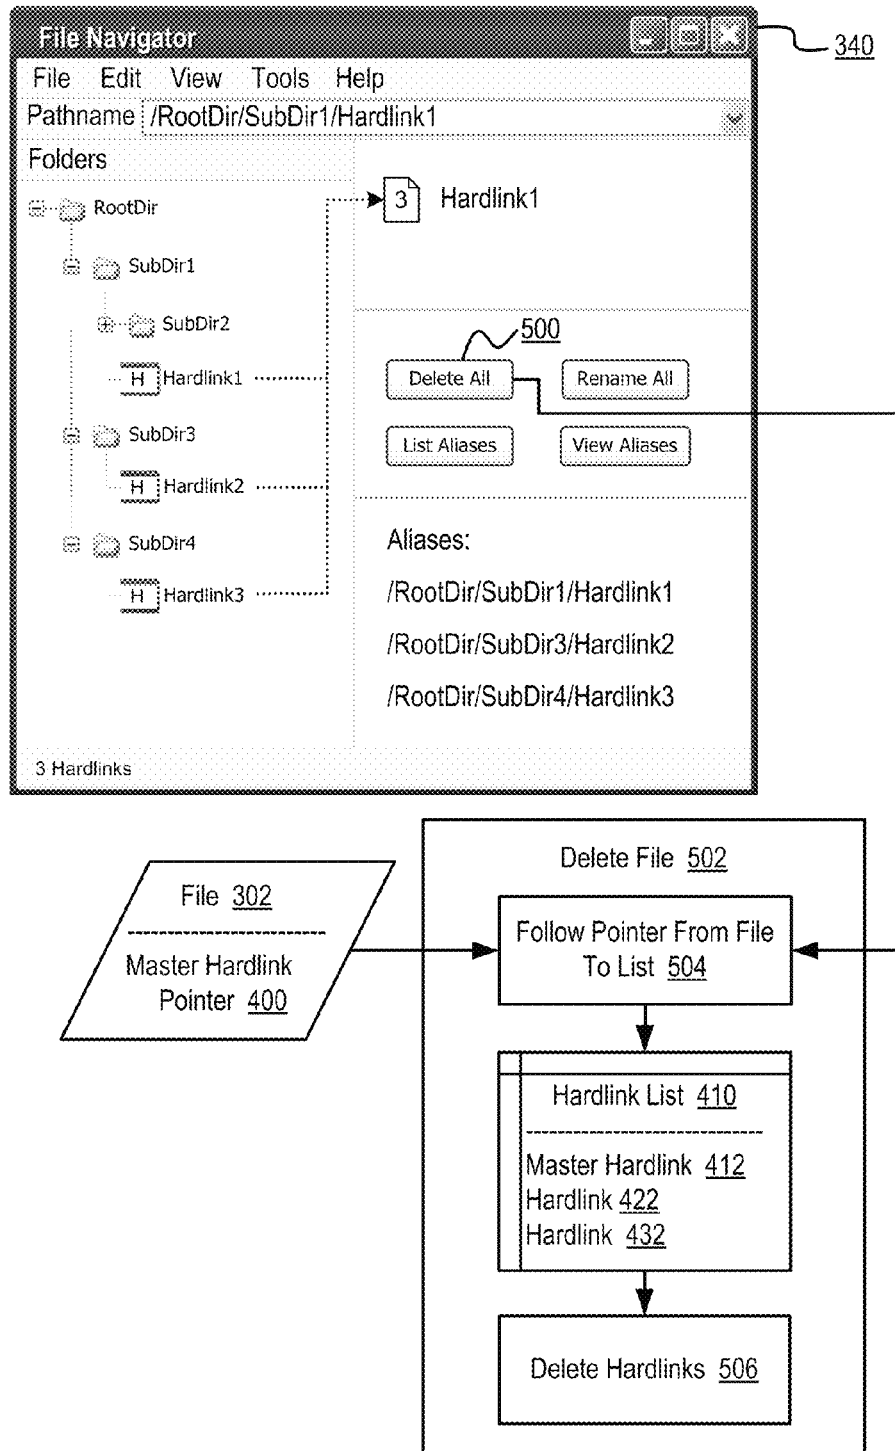 File Navigator
340
File Edit View Tools Help
Pathname /RootDir/SubDir1/Hardlink1
Folders
RootDir
3 Hardlink1
SubDir1
SubDir2
500
H Hardlink1
Delete All Rename All
SubDir3
List Aliases View Aliases
H Hardlink2
SubDir4
Aliases:
H Hardlink3
/RootDir/SubDir1/Hardlink1
/RootDir/SubDir3/Hardlink2
/RootDir/SubDir4/Hardlink3
3 Hardlinks
File 302
Master Hardlink
Pointer 400
Delete File 502
Follow Pointer From File
To List 504
Hardlink List 410
Master Hardlink 412
Hardlink 422
Hardlink 432
Delete Hardlinks 506